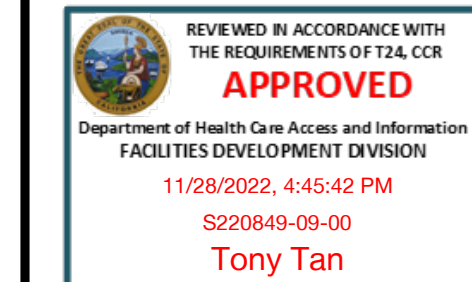 REVIEWED IN ACCORDANCE WITH
THE REQUIREMENTS OF T24, CCR
APPROVED
Department of Health Care Access and Information
FACILITIES DEVELOPMENT DIVISION
11/28/2022, 4:45:42 PM
S220849-09-00
Tony Tan